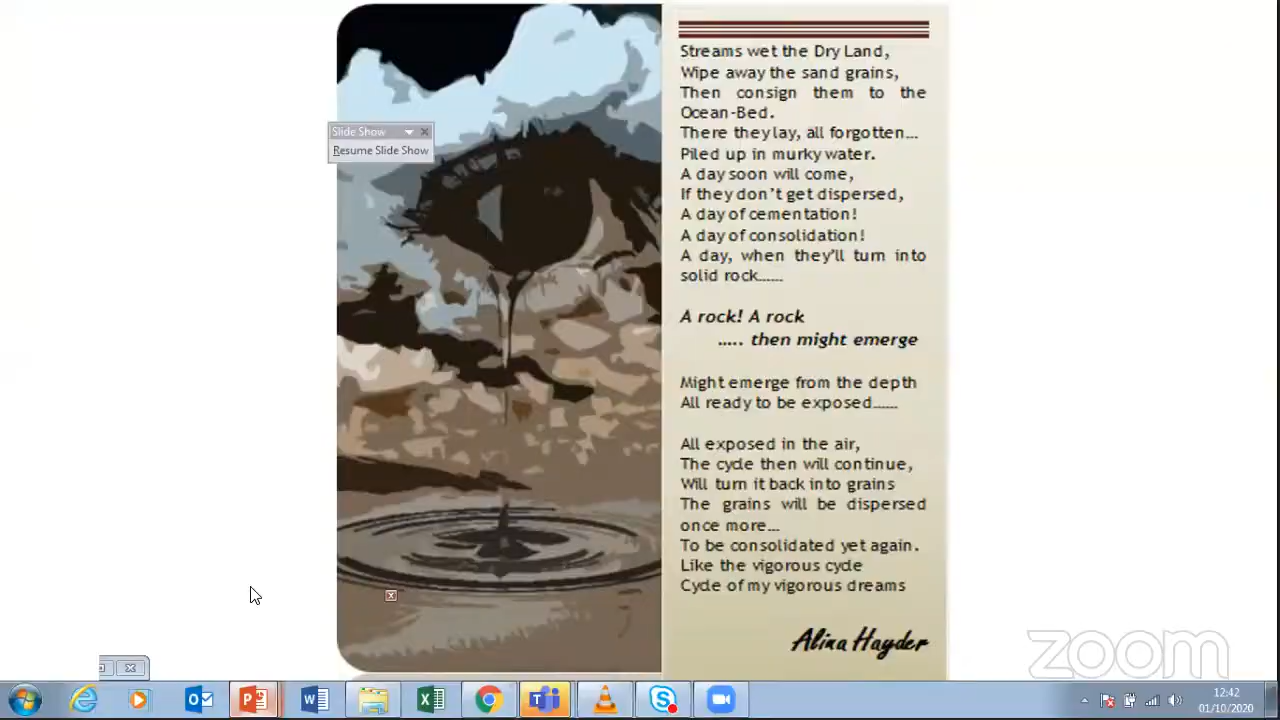 Streams wet the Dry Land,
Wipe away the sand grains,
Then consign them to the
Ocean-Bed.
There they lay, all forgotten...
Piled up in murky water.
A day soon will come,
If they don't get dispersed,
A day of cementation!
A day of consolidation!
A day, when they'll turn into
solid rock......
A rock! A rock
..... then might emerge
Might emerge from the depth
All ready to be exposed......
All exposed in the air,
The cycle then will continue,
Will turn it back into grains
The grains will be dispersed
once more...
To be consolidated yet again.
Like the vigorous cycle
Cycle of my vigorous dreams
Alina Hayder
Slide Show
Resume Slide Show
zoom
12:42
01/10/2020